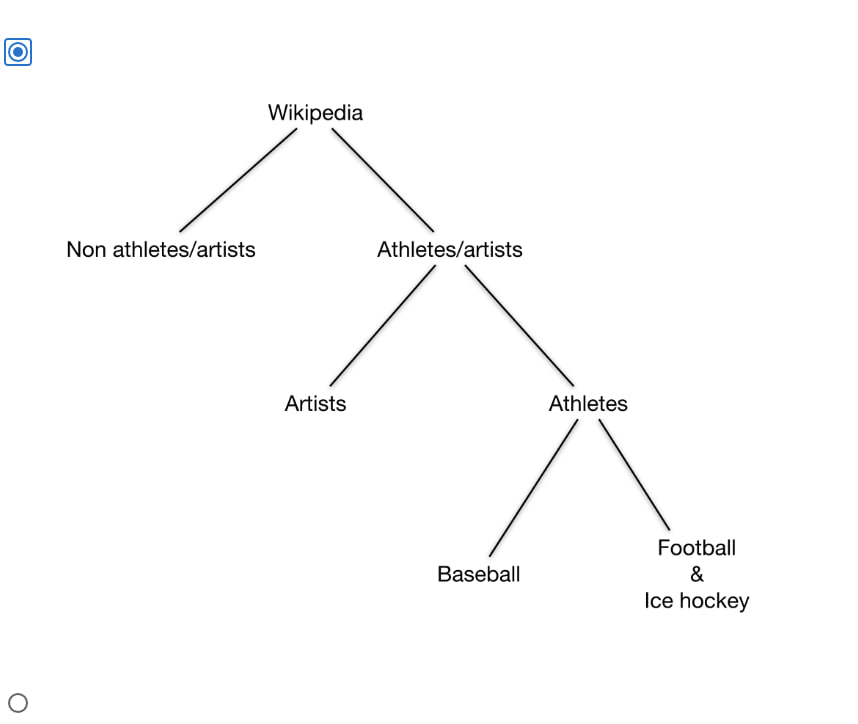 Wikipedia
Non athletes/artists
Athletes/artists
Artists
Athletes
Baseball
Football
&
Ice hockey